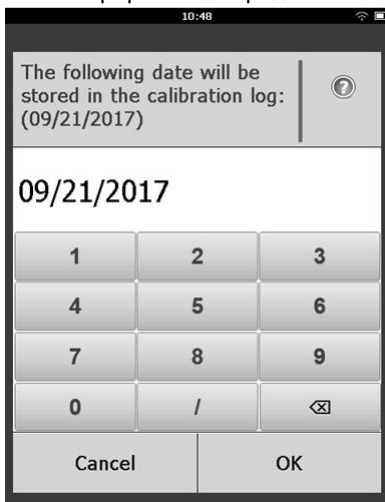 10:48
The following date will be
stored in the calibration log:
(09/21/2017)
?
09/21/2017
1 2 3
4 5 6
7 8 9
0 /
Cancel OK